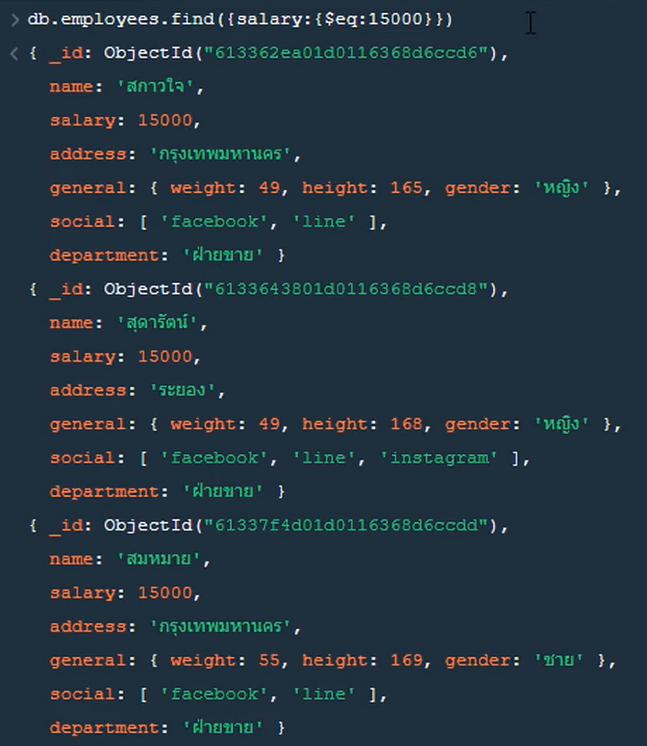 > db.employees.find({salary:{$eq:15000}})
< { _id: ObjectId("613362ea01d0116368d6ccd6"),
name: 'สกาวใจ',
salary: 15000,
address: 'กรุงเทพมหานคร',
general: { weight: 49, height: 165, gender: 'หญิง' },
social: [ 'facebook', 'line' ],
department: 'ฝ่ายขาย' }
{ _id: ObjectId("6133643801d0116368d6ccd8"),
name: 'สุดารัตน์',
salary: 15000,
address: 'ระยอง',
general: { weight: 49, height: 168, gender: 'หญิง' },
social: [ 'facebook', 'line', 'instagram' ],
department: 'ฝ่ายขาย' }
{ _id: ObjectId("61337f4d01d0116368d6ccdd"),
name: 'สมหมาย',
salary: 15000,
address: 'กรุงเทพมหานคร',
general: { weight: 55, height: 169, gender: 'ชาย' },
social: [ 'facebook', 'line' ],
department: 'ฝ่ายขาย' }